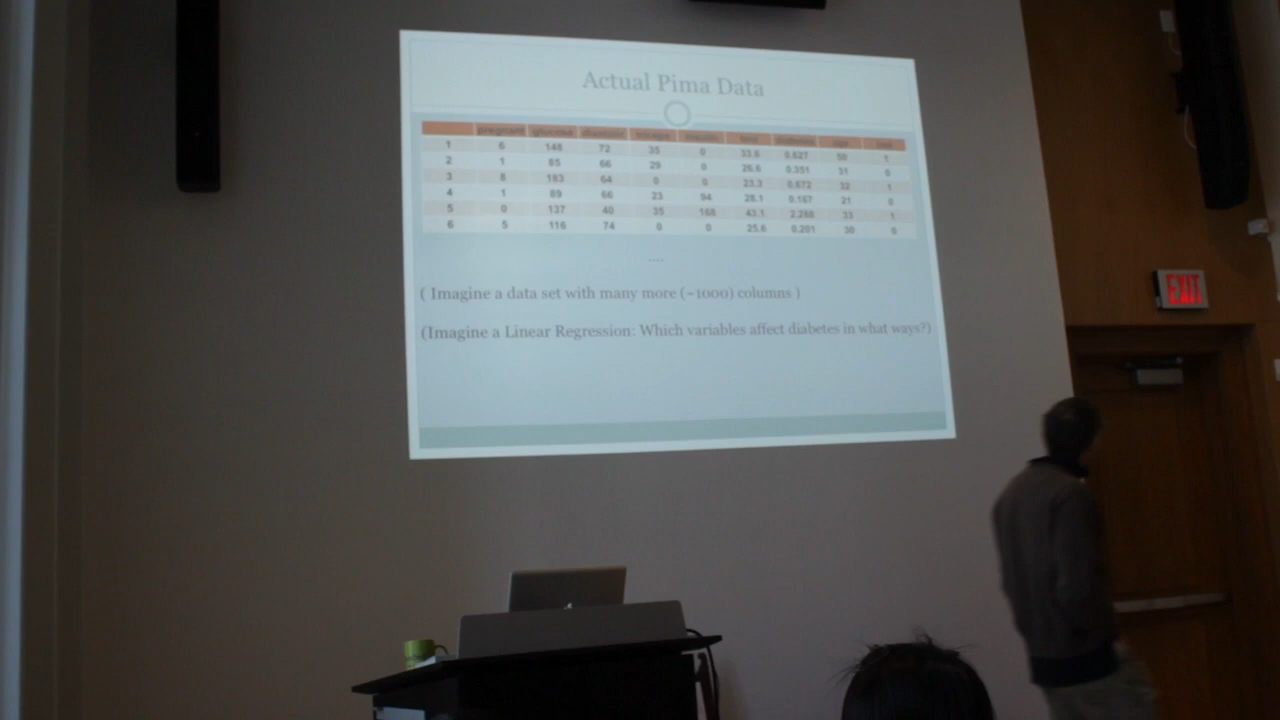 Actual Pima Data
pregnant glucose diastolic triceps insulin bmi diabetes age test
1 6 148 72 35 0 33.6 0.627 50 1
2 1 85 66 29 0 26.6 0.351 31 0
3 8 183 64 0 0 23.3 0.672 32 1
4 1 89 66 23 94 28.1 0.167 21 0
5 0 137 40 35 168 43.1 2.288 33 1
6 5 116 74 0 0 25.6 0.201 30 0
....
( Imagine a data set with many more (~1000) columns )
(Imagine a Linear Regression: Which variables affect diabetes in what ways?)
EXIT